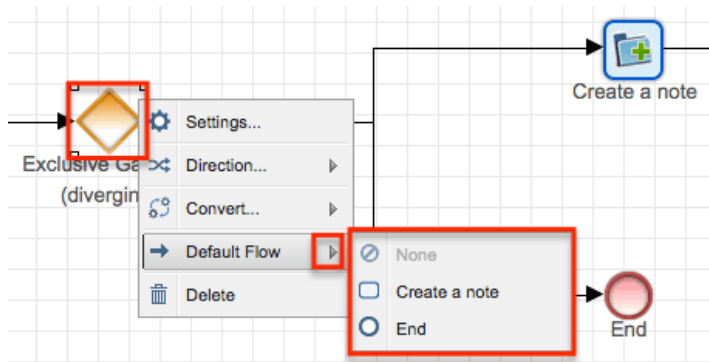 Create a note
Settings...
Exclusive Ga
(divergin
Direction...
Convert...
Default Flow
Delete
None
Create a note
End
End